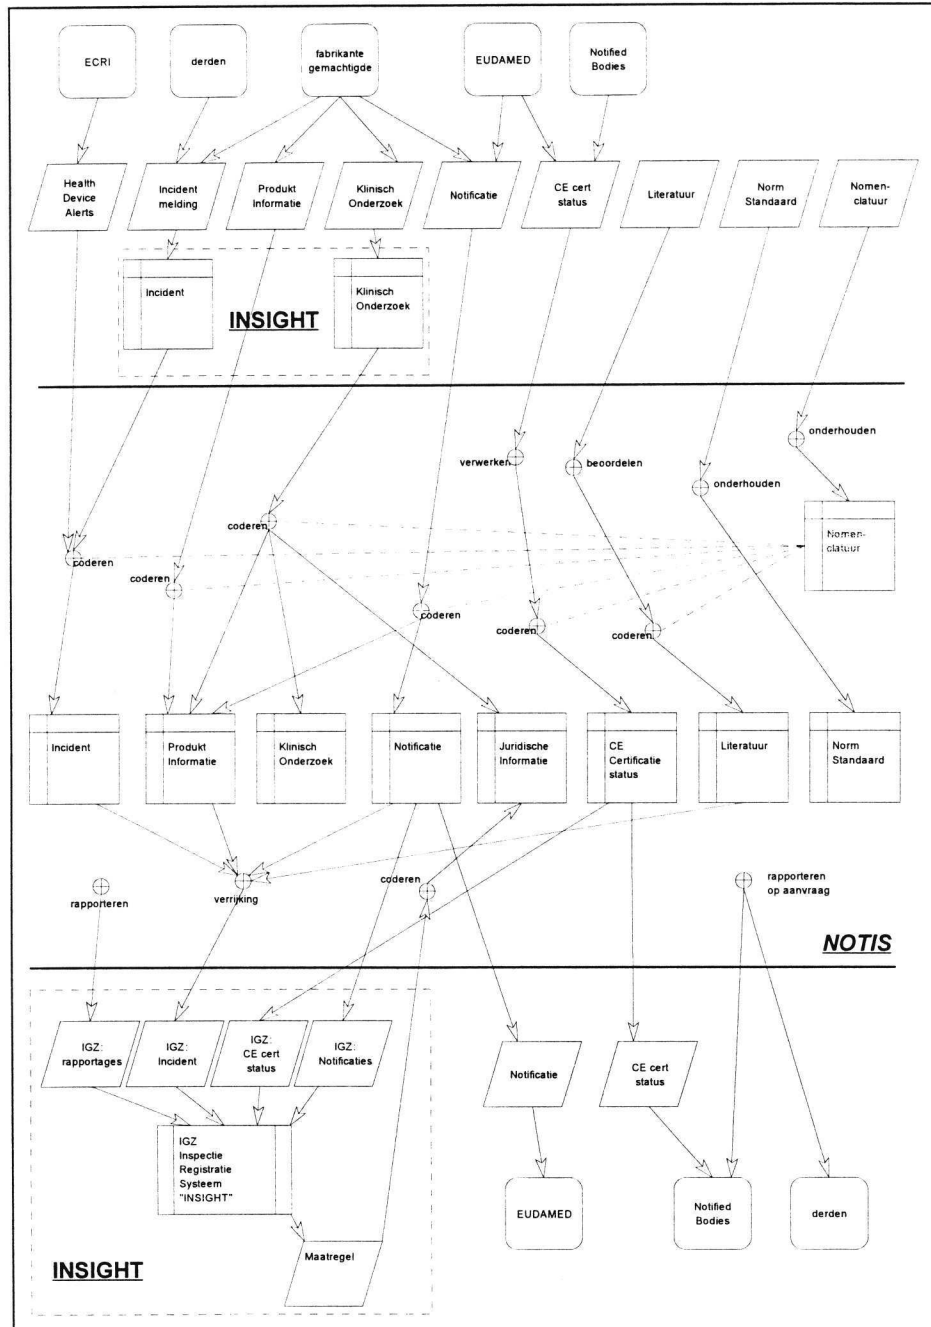 ECRI
derden
fabrikante
gemachtigde
EUDAMED
Notified
Bodies
Health
Device
Alerts
Incident
melding
Produkt
Informatie
Klinisch
Onderzoek
Notificatie
CE cert
status
Literatuur
Norm
Standaard
Nomen-
clatuur
Incident
INSIGHT
Klinisch
Onderzoek
verwerken
beoordelen
onderhouden
onderhouden
coderen
coderen
coderen
coderen
coderen
coderen
Nomen-
clatuur
Incident
Produkt
Informatie
Klinisch
Onderzoek
Notificatie
Juridische
Informatie
CE
Certificatie
status
Literatuur
Norm
Standaard
rapporteren
verrijking
coderen
rapporteren
op aanvraag
NOTIS
IGZ:
rapportages
IGZ:
Incident
IGZ:
CE cert
status
IGZ:
Notificaties
Notificatie
CE cert
status
IGZ
Inspectie
Registratie
Systeem
"INSIGHT"
EUDAMED
Notified
Bodies
derden
Maatregel
INSIGHT